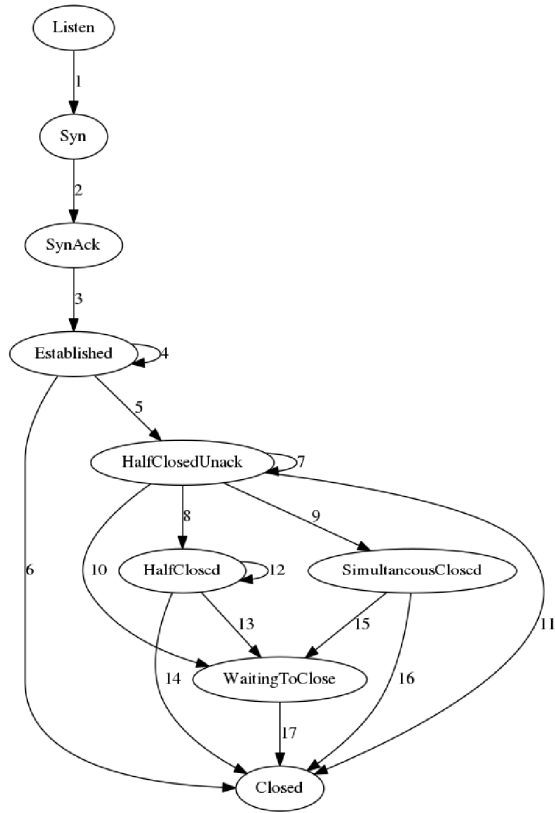 Listen
1
Syn
2
SynAck
3
Established
4
5
HalfClosedUnack
7
8
9
6
10
HalfClosed
12
SimultaneousClosed
11
13
15
14
WaitingToClose
16
17
Closed